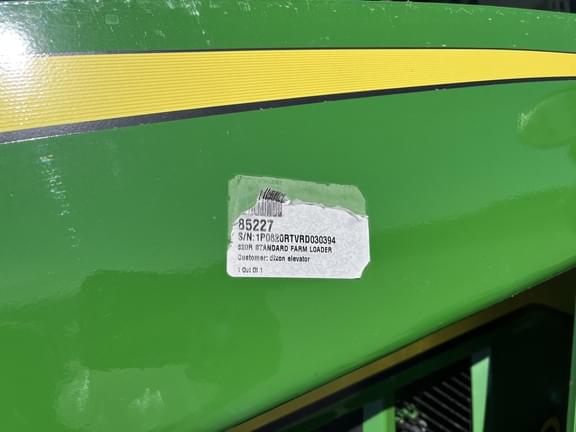 85227
S/N: 1P0620RTVRD030394
620R STANDARD FARM LOADER
Customer: dixon elevator
1 Out Of 1